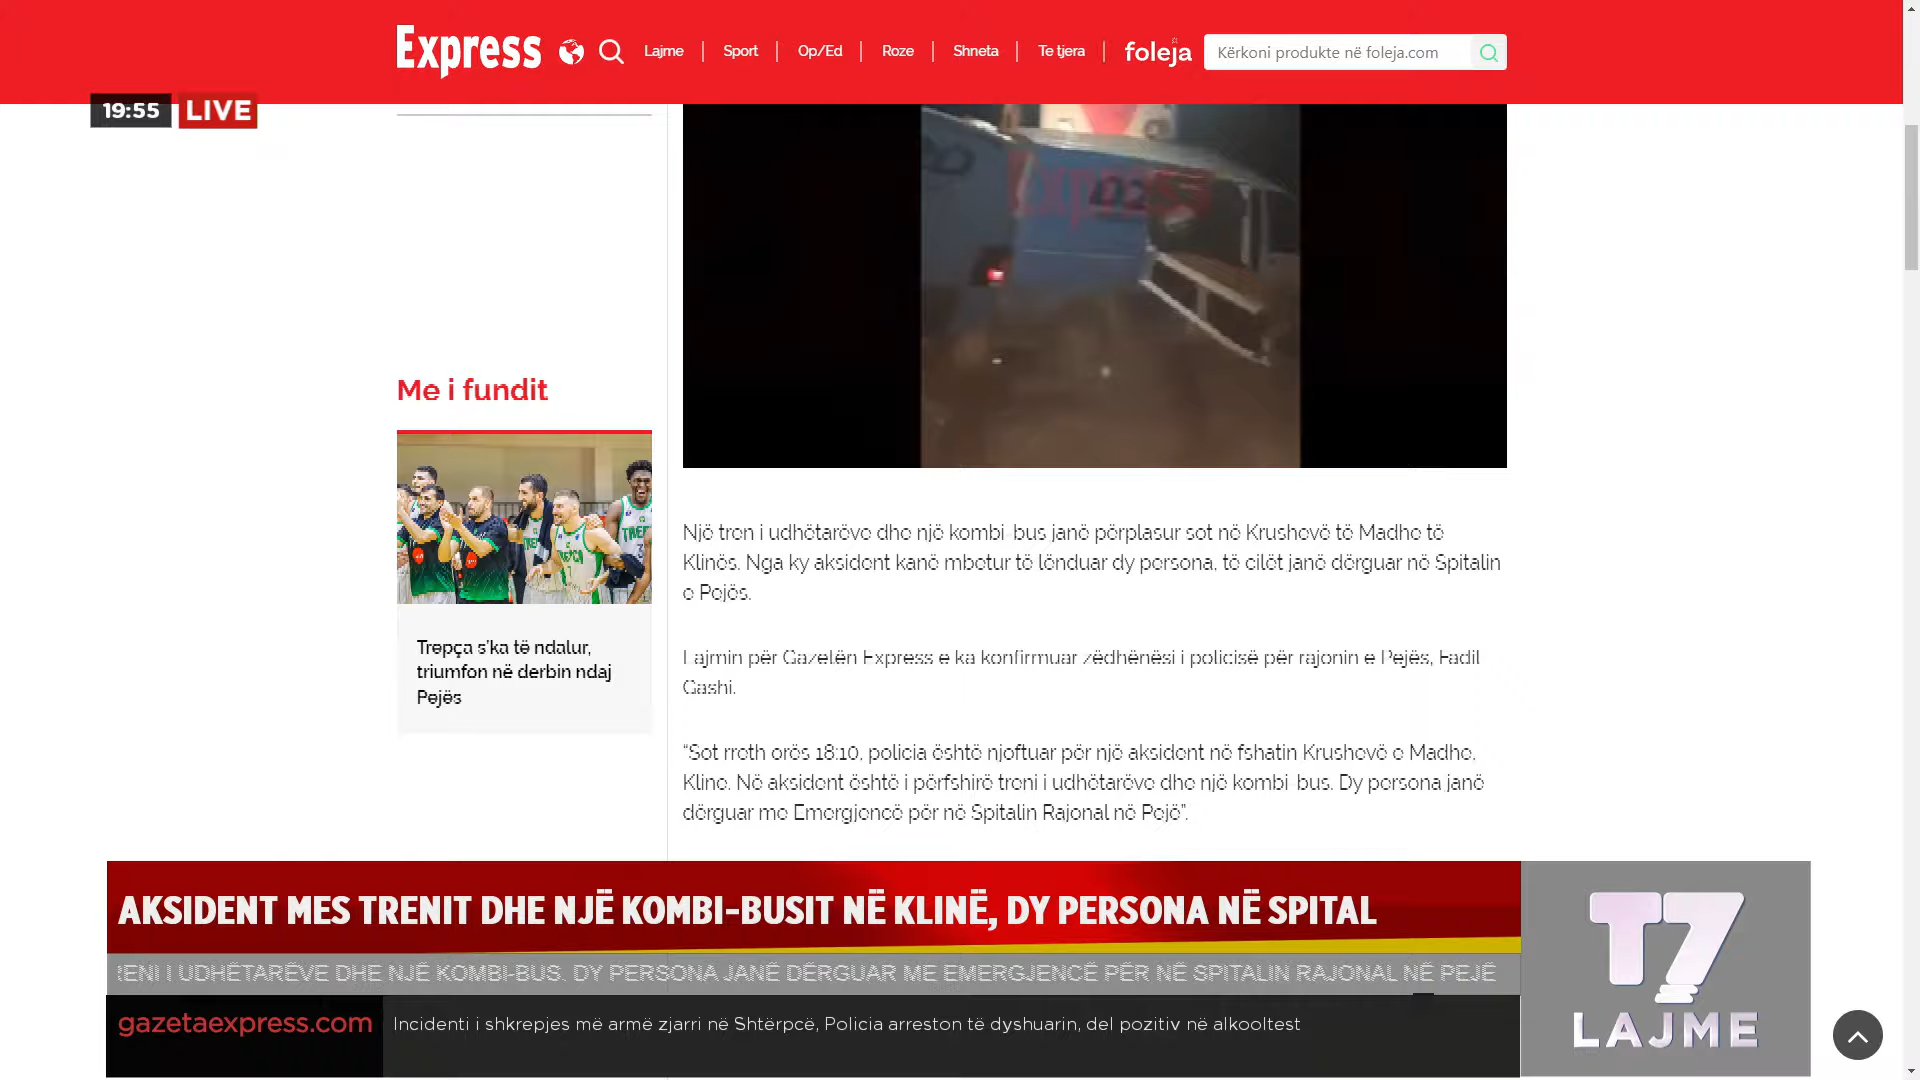 Express
Lajme
Sport
Op/Ed
Roze
Shneta
Te tjera
foleja
Kërkoni produkte në foleja.com
19:55 LIVE
Express
Me i fundit
Trepça s'ka të ndalur,
triumfon në derbin ndaj
Pejës
Një tren i udhëtarëve dhe një kombi-bus janë përplasur sot në Krushevë të Madhe të
Klinës. Nga ky aksident kanë mbetur të lënduar dy persona, të cilët janë dërguar në Spitalin
e Pejës.
Lajmin për Gazetën Express e ka konfirmuar zëdhënësi i policisë për rajonin e Pejës, Fadil
Gashi.
“Sot rreth orës 18:10, policia është njoftuar për një aksident në fshatin Krushevë e Madhe,
Kline. Në aksident është i përfshirë treni i udhëtarëve dhe një kombi-bus. Dy persona janë
dërguar me Emergjencë për në Spitalin Rajonal në Pejë”.
AKSIDENT MES TRENIT DHE NJË KOMBI-BUSIT NË KLINË, DY PERSONA NË SPITAL
RENI I UDHËTARËVE DHE NJË KOMBI-BUS. DY PERSONA JANË DËRGUAR ME EMERGJENCË PËR NË SPITALIN RAJONAL NË PEJË
gazetaexpress.com
Incidenti i shkrepjes më armë zjarri në Shtërpcë, Policia arreston të dyshuarin, del pozitiv në alkooltest
T7
LAJME